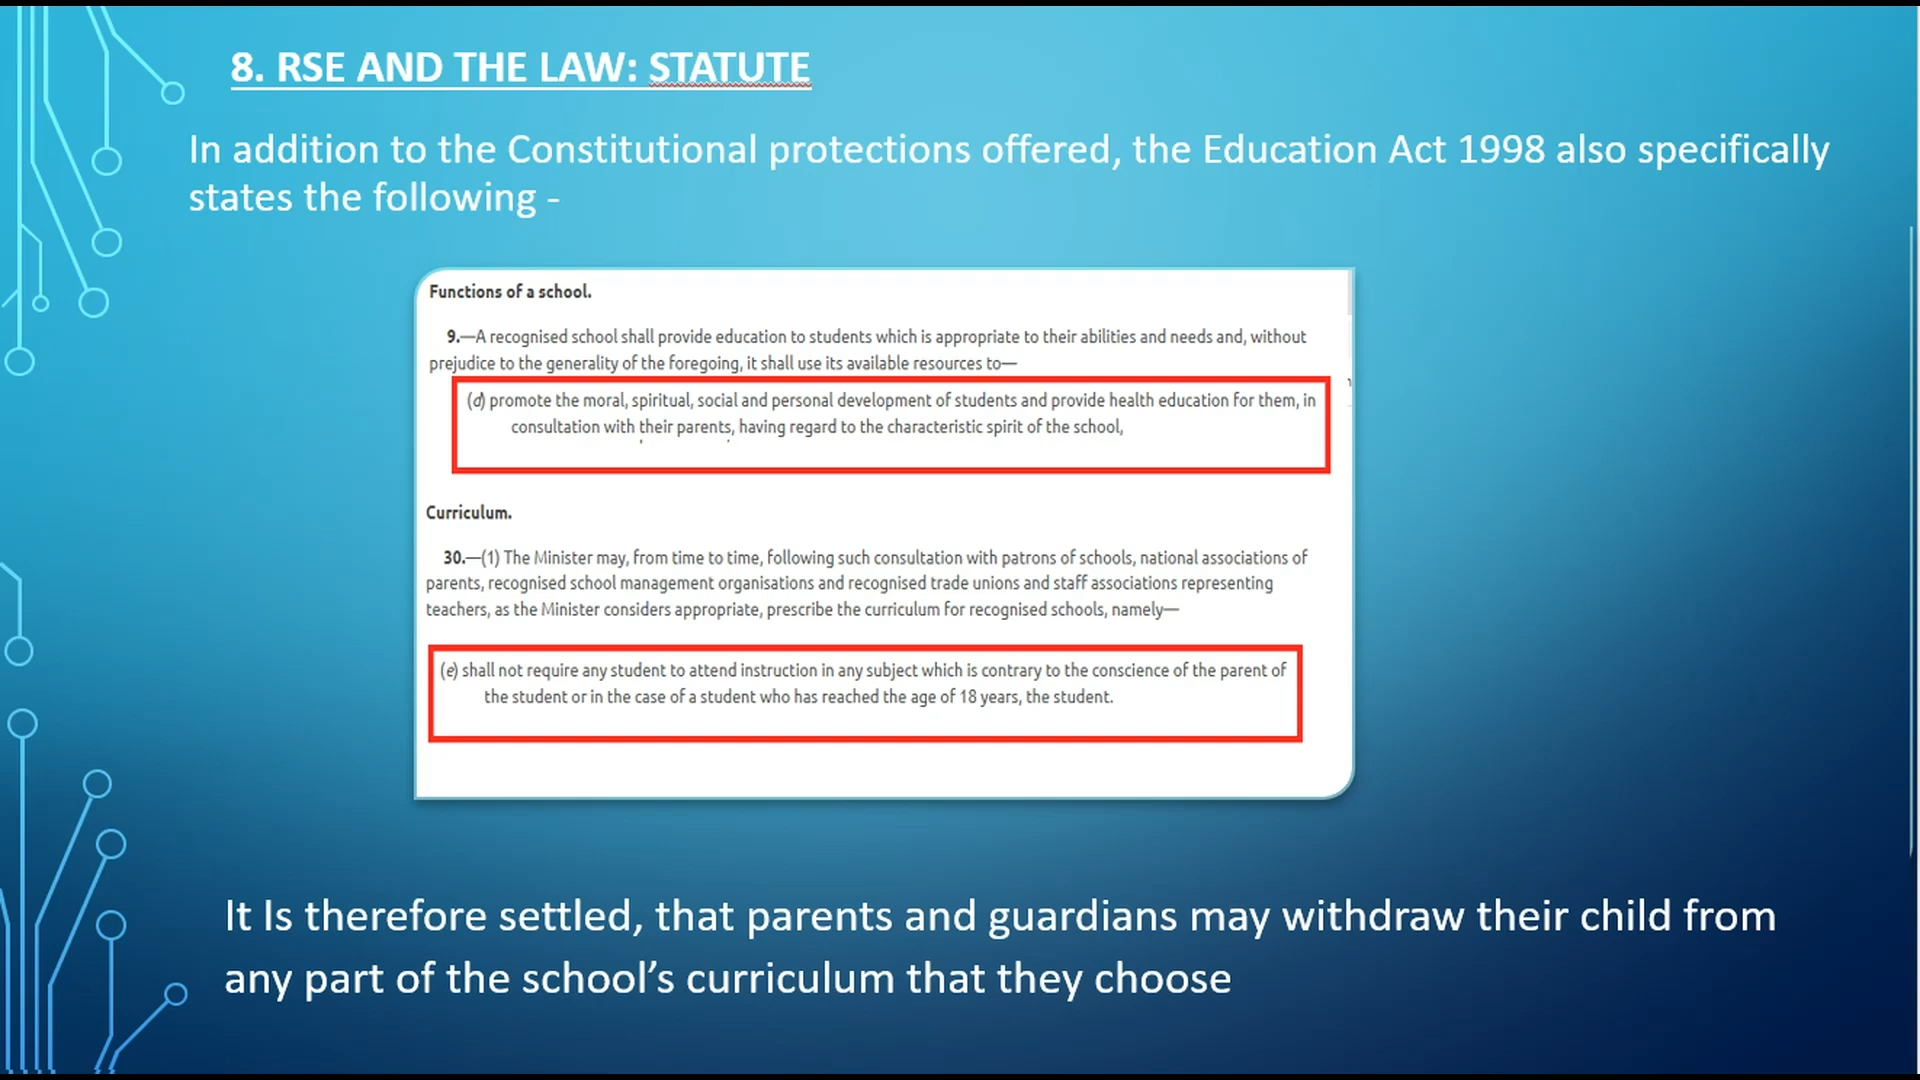 8. RSE AND THE LAW: STATUTE
In addition to the Constitutional protections offered, the Education Act 1998 also specifically
states the following -
Functions of a school.
9.—A recognised school shall provide education to students which is appropriate to their abilities and needs and, without
prejudice to the generality of the foregoing, it shall use its available resources to—
(d) promote the moral, spiritual, social and personal development of students and provide health education for them, in
consultation with their parents, having regard to the characteristic spirit of the school,
Curriculum.
30.—(1) The Minister may, from time to time, following such consultation with patrons of schools, national associations of
parents, recognised school management organisations and recognised trade unions and staff associations representing
teachers, as the Minister considers appropriate, prescribe the curriculum for recognised schools, namely—
(e) shall not require any student to attend instruction in any subject which is contrary to the conscience of the parent of
the student or in the case of a student who has reached the age of 18 years, the student.
It Is therefore settled, that parents and guardians may withdraw their child from
any part of the school’s curriculum that they choose